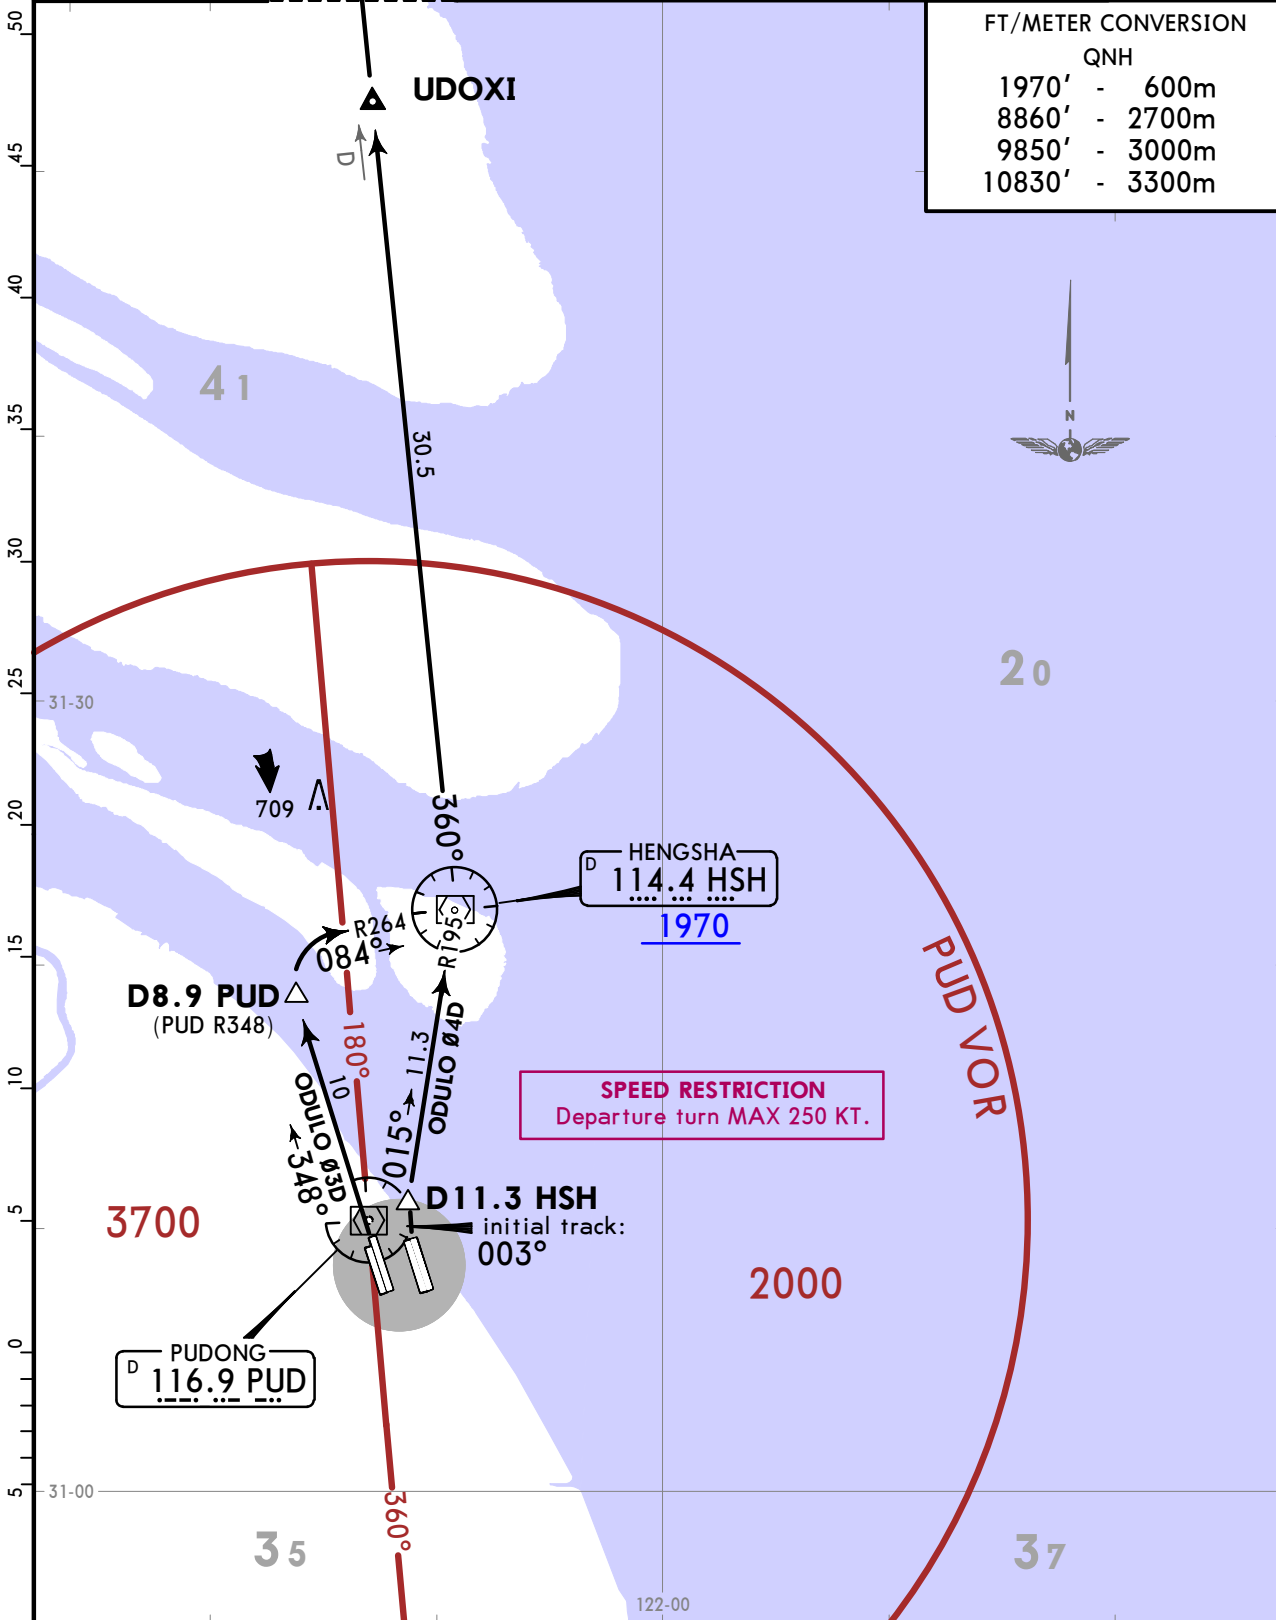 FT/METER CONVERSION
QNH
1970' - 600m
8860' - 2700m
9850' - 3000m
10830' - 3300m
50
45
40
35
30
25
20
15
10
5
0
5
UDOXI
D
41
30.5
N
20
31-30
709
360°
HENGSHA
D 114.4 HSH
1970
R264
084°
R195°
D8.9 PUD
(PUD R348)
PUD VOR
180°
10
ODULO Ø3D
348°
11.3
015°
ODULO Ø4D
SPEED RESTRICTION
Departure turn MAX 250 KT.
D11.3 HSH
initial track:
003°
3700
2000
PUDONG
D 116.9 PUD
31-00
360°
35
37
122-00